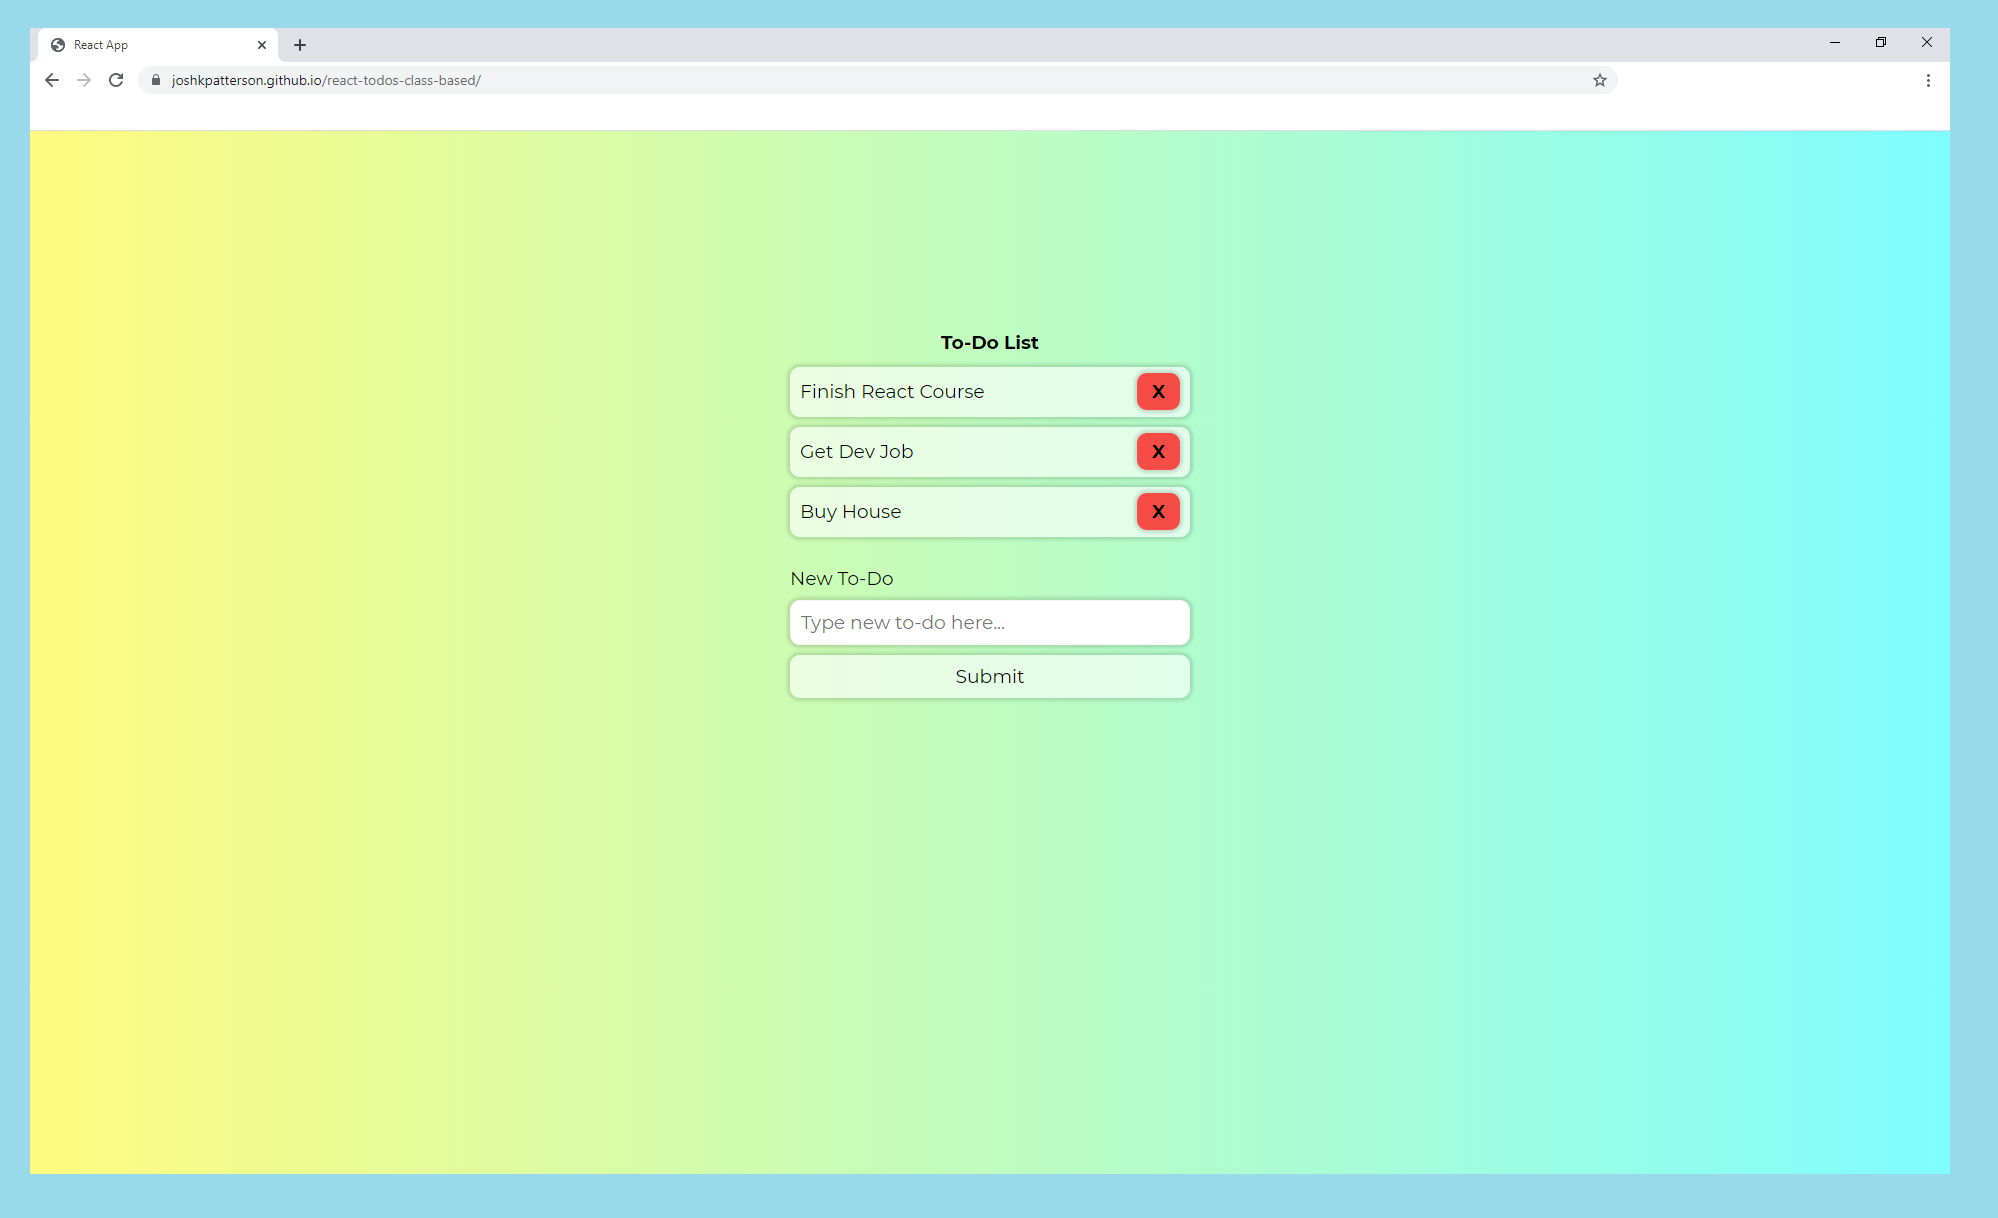 React App
joshkpatterson.github.io/react-todos-class-based/
To-Do List
Finish React Course X
Get Dev Job X
Buy House X
New To-Do
Type new to-do here...
Submit